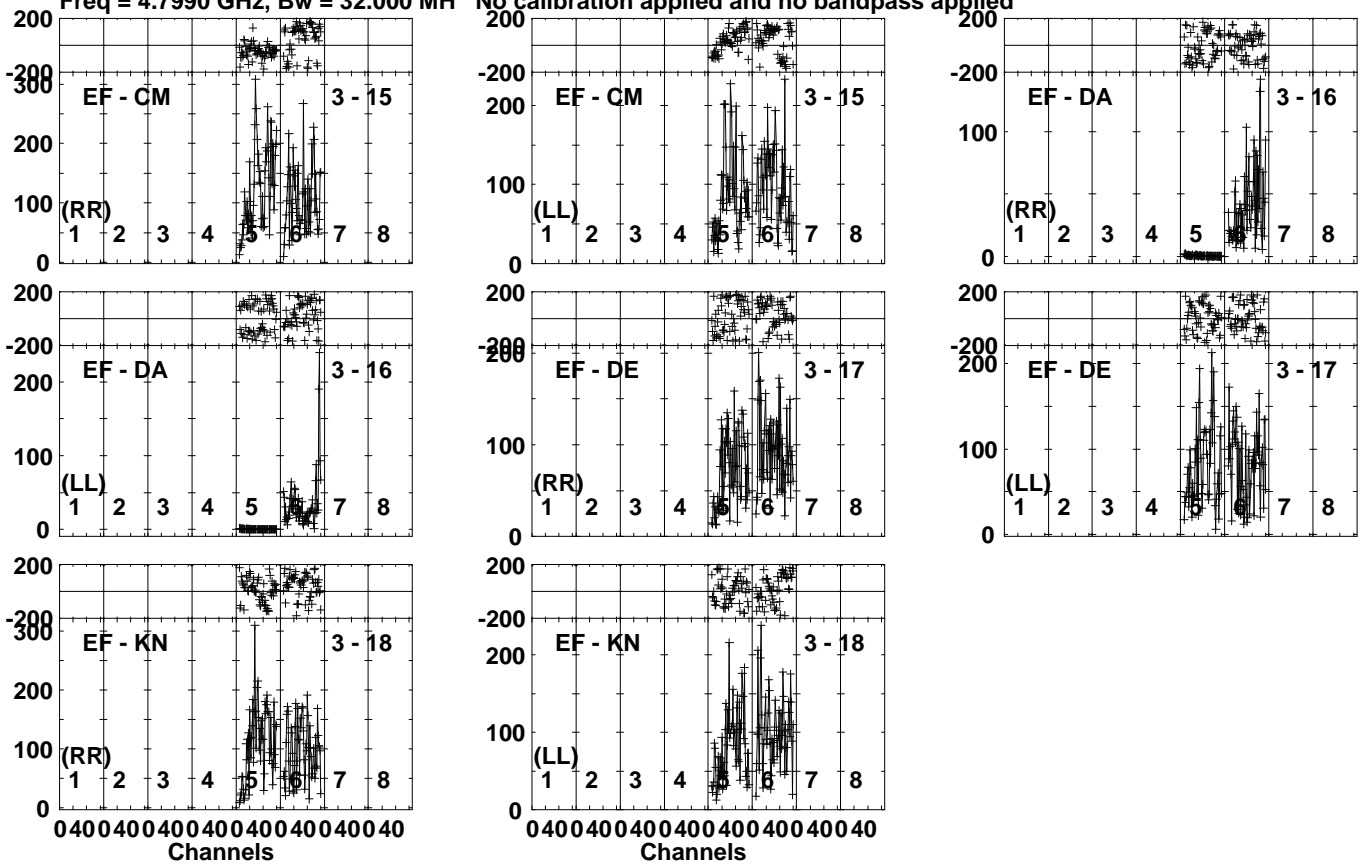 Freq = 4.7990 GHz, Bw = 32.000 MH No calibration applied and no bandpass applied
200
-200
300
200
100
0
EF - CM 3 - 15
(RR)
1 2 3 4 5 6 7 8
200
-200
200
100
0
EF - CM 3 - 15
(LL)
1 2 3 4 5 6 7 8
200
-200
100
0
EF - DA 3 - 16
(RR)
1 2 3 4 5 6 7 8
200
-200
200
100
0
EF - DA 3 - 16
(LL)
1 2 3 4 5 6 7 8
200
-200
200
100
0
EF - DE 3 - 17
(RR)
1 2 3 4 5 6 7 8
200
-200
200
100
0
EF - DE 3 - 17
(LL)
1 2 3 4 5 6 7 8
200
-200
300
200
100
0
EF - KN 3 - 18
(RR)
1 2 3 4 5 6 7 8
200
-200
200
100
0
EF - KN 3 - 18
(LL)
1 2 3 4 5 6 7 8
0 40 0 40 0 40 0 40 0 40 0 40 0 40 0 40
Channels
0 40 0 40 0 40 0 40 0 40 0 40 0 40 0 40
Channels